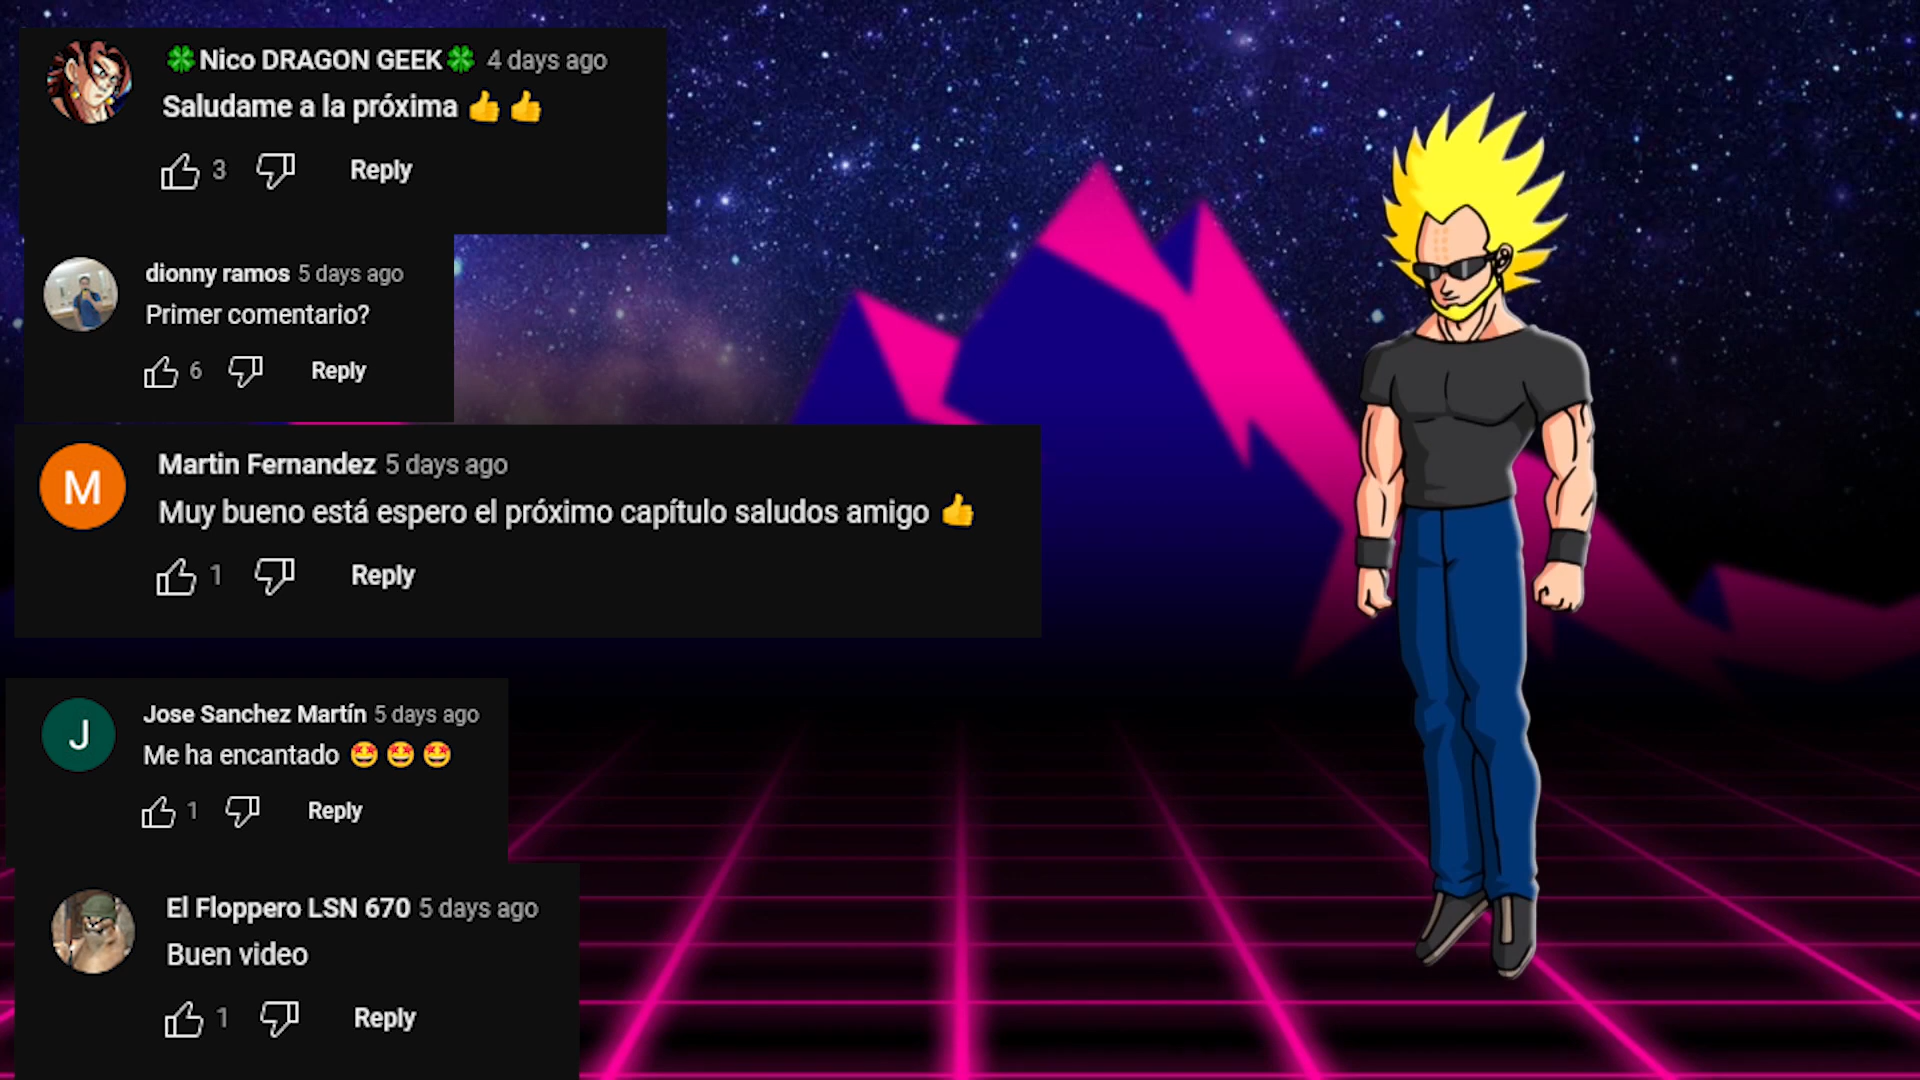 🍀Nico DRAGON GEEK🍀 4 days ago
Saludame a la próxima 👍 👍
3 Reply
dionny ramos 5 days ago
Primer comentario?
6 Reply
M
Martin Fernandez 5 days ago
Muy bueno está espero el próximo capítulo saludos amigo 👍
1 Reply
J
Jose Sanchez Martín 5 days ago
Me ha encantado 🤩 🤩 🤩
1 Reply
El Floppero LSN 670 5 days ago
Buen video
1 Reply